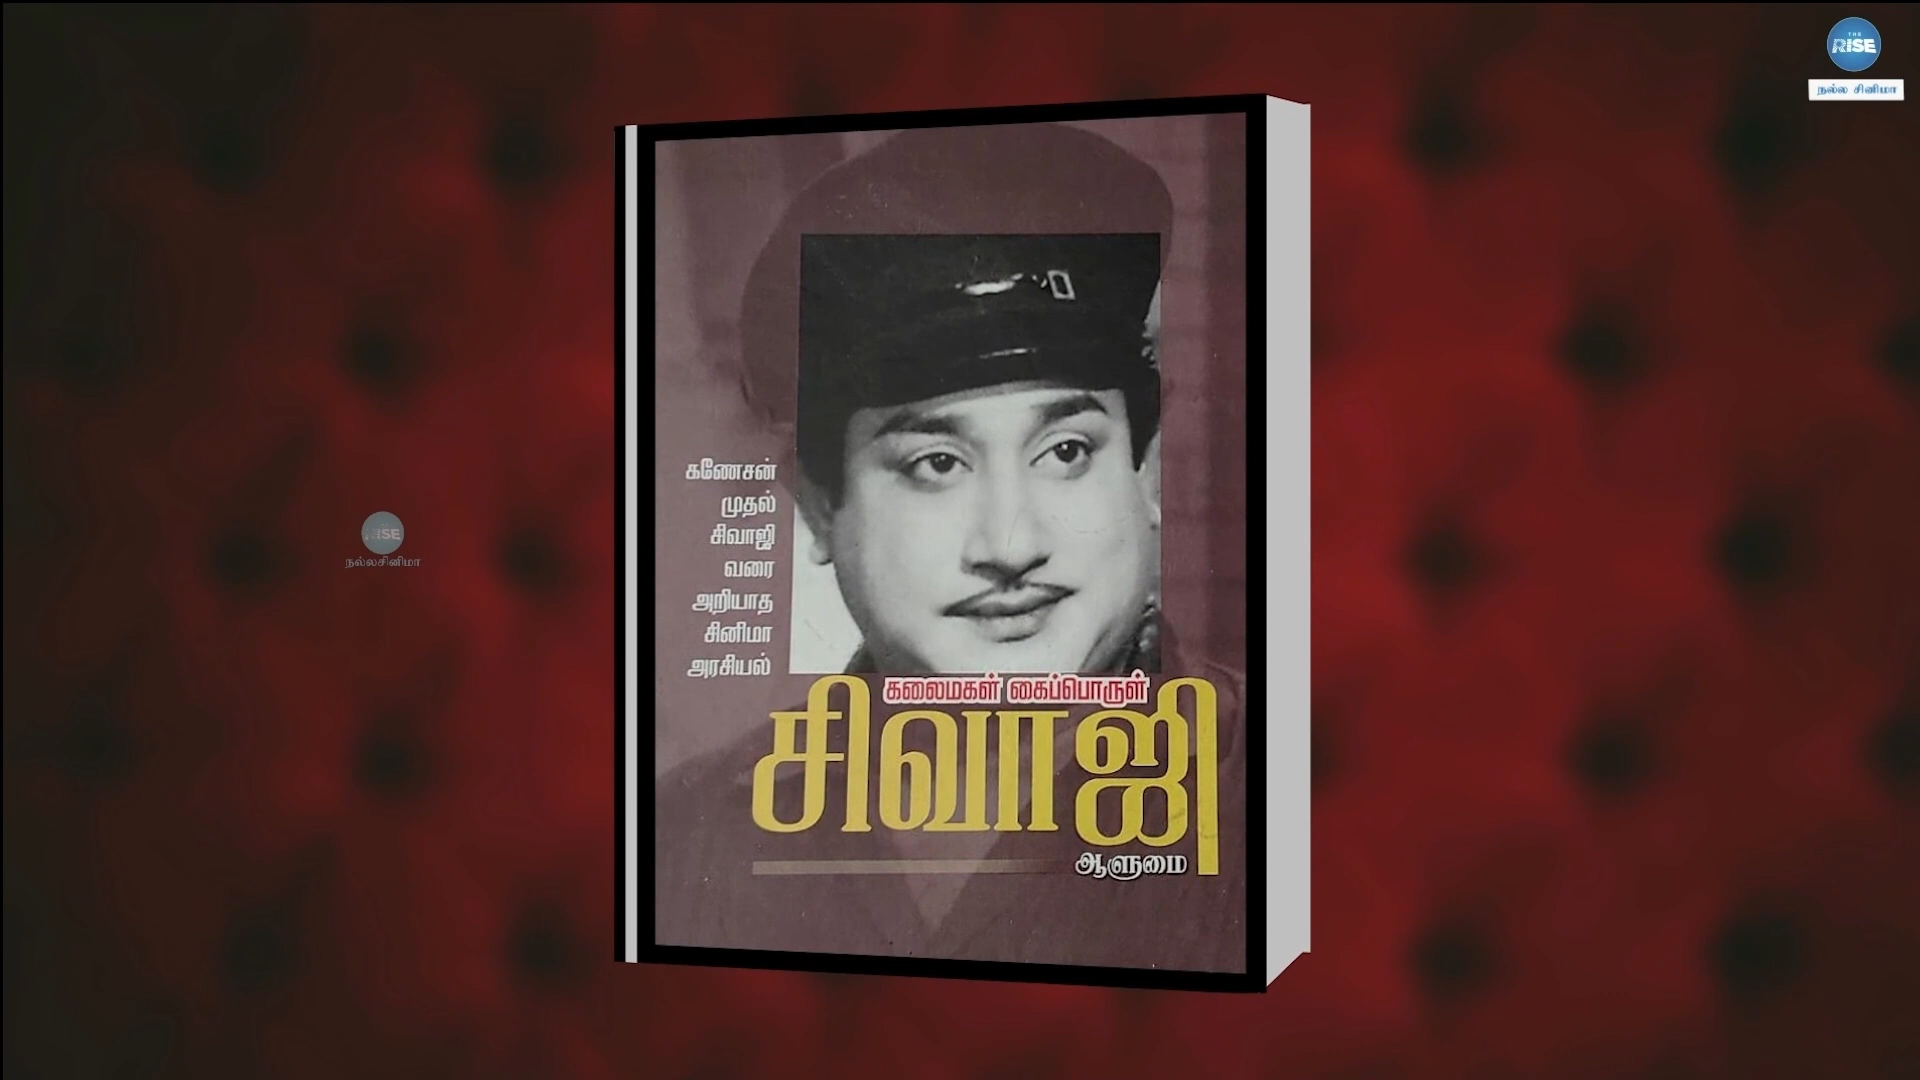 THE
RISE
நல்ல சினிமா
கணேசன்
முதல்
சிவாஜி
வரை
அறியாத
சினிமா
அரசியல்
கலைமகள் கைப்பொருள்
சிவாஜி
ஆளுமை
RISE
நல்லசினிமா